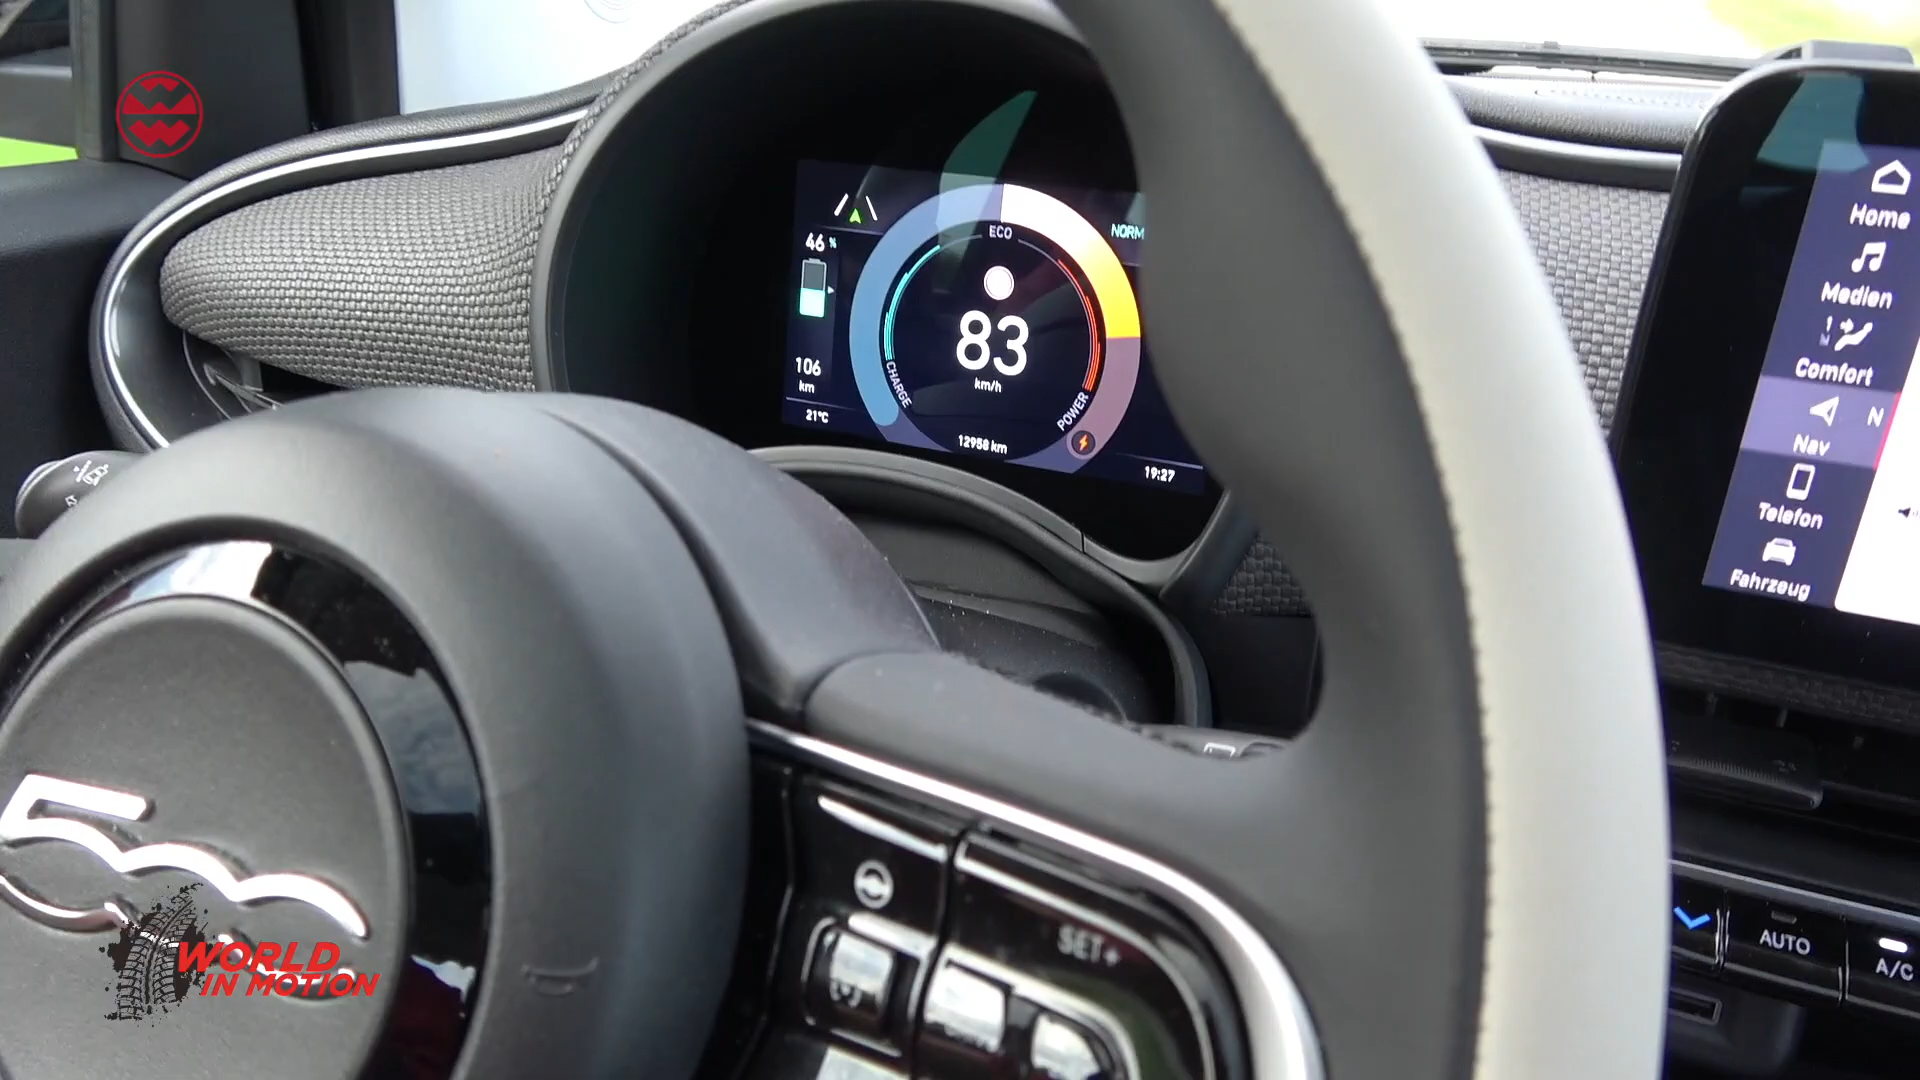 46 %
106
km
21°C
ECO
83
km/h
CHARGE
POWER
12958 km
NORM
19:27
Home
Medien
Comfort
Nav
N
Telefon
Fahrzeug
500
SET+
AUTO
A/C
WORLD
IN MOTION